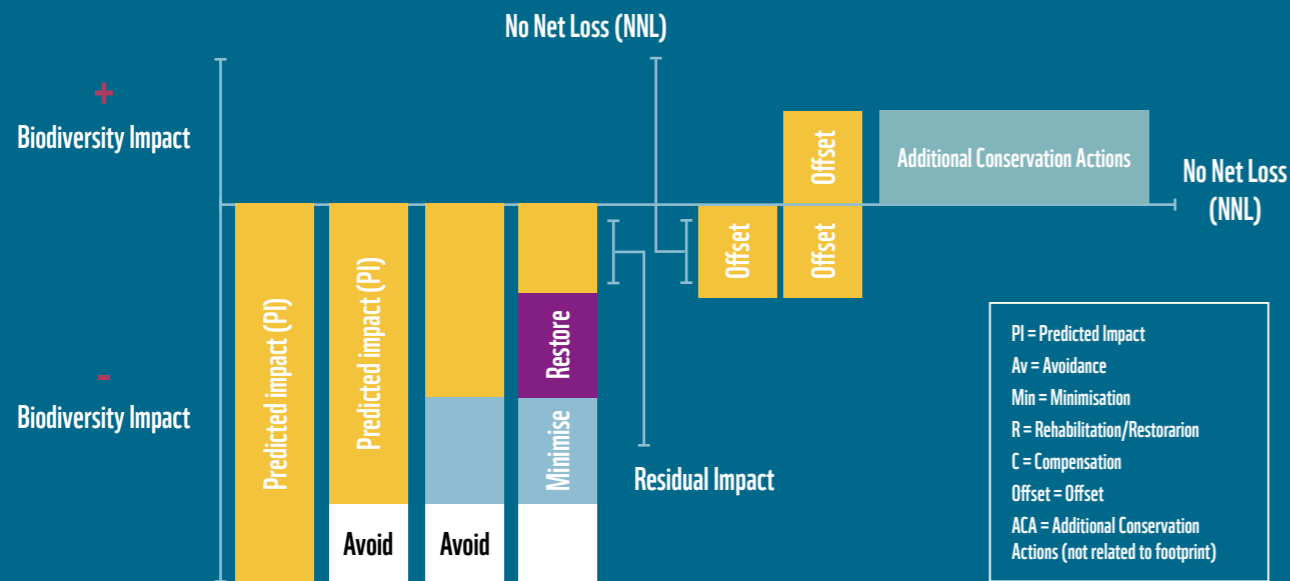 No Net Loss (NNL)
+
Biodiversity Impact
-
Biodiversity Impact
Predicted impact (PI)
Predicted impact (PI)
Avoid
Avoid
Restore
Minimise
Residual Impact
Offset
Offset
Offset
Additional Conservation Actions
No Net Loss
(NNL)
PI = Predicted Impact
Av = Avoidance
Min = Minimisation
R = Rehabilitation/Restorarion
C = Compensation
Offset = Offset
ACA = Additional Conservation
Actions (not related to footprint)